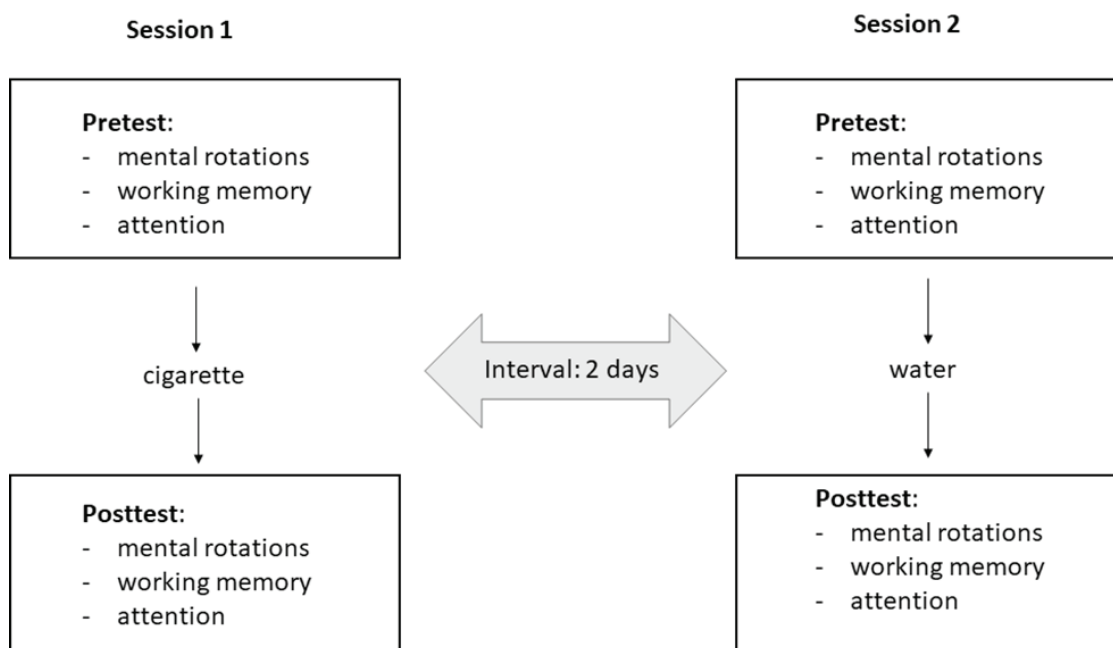 Session 1
Pretest:
- mental rotations
- working memory
- attention
cigarette
Posttest:
- mental rotations
- working memory
- attention
Interval: 2 days
Session 2
Pretest:
- mental rotations
- working memory
- attention
water
Posttest:
- mental rotations
- working memory
- attention